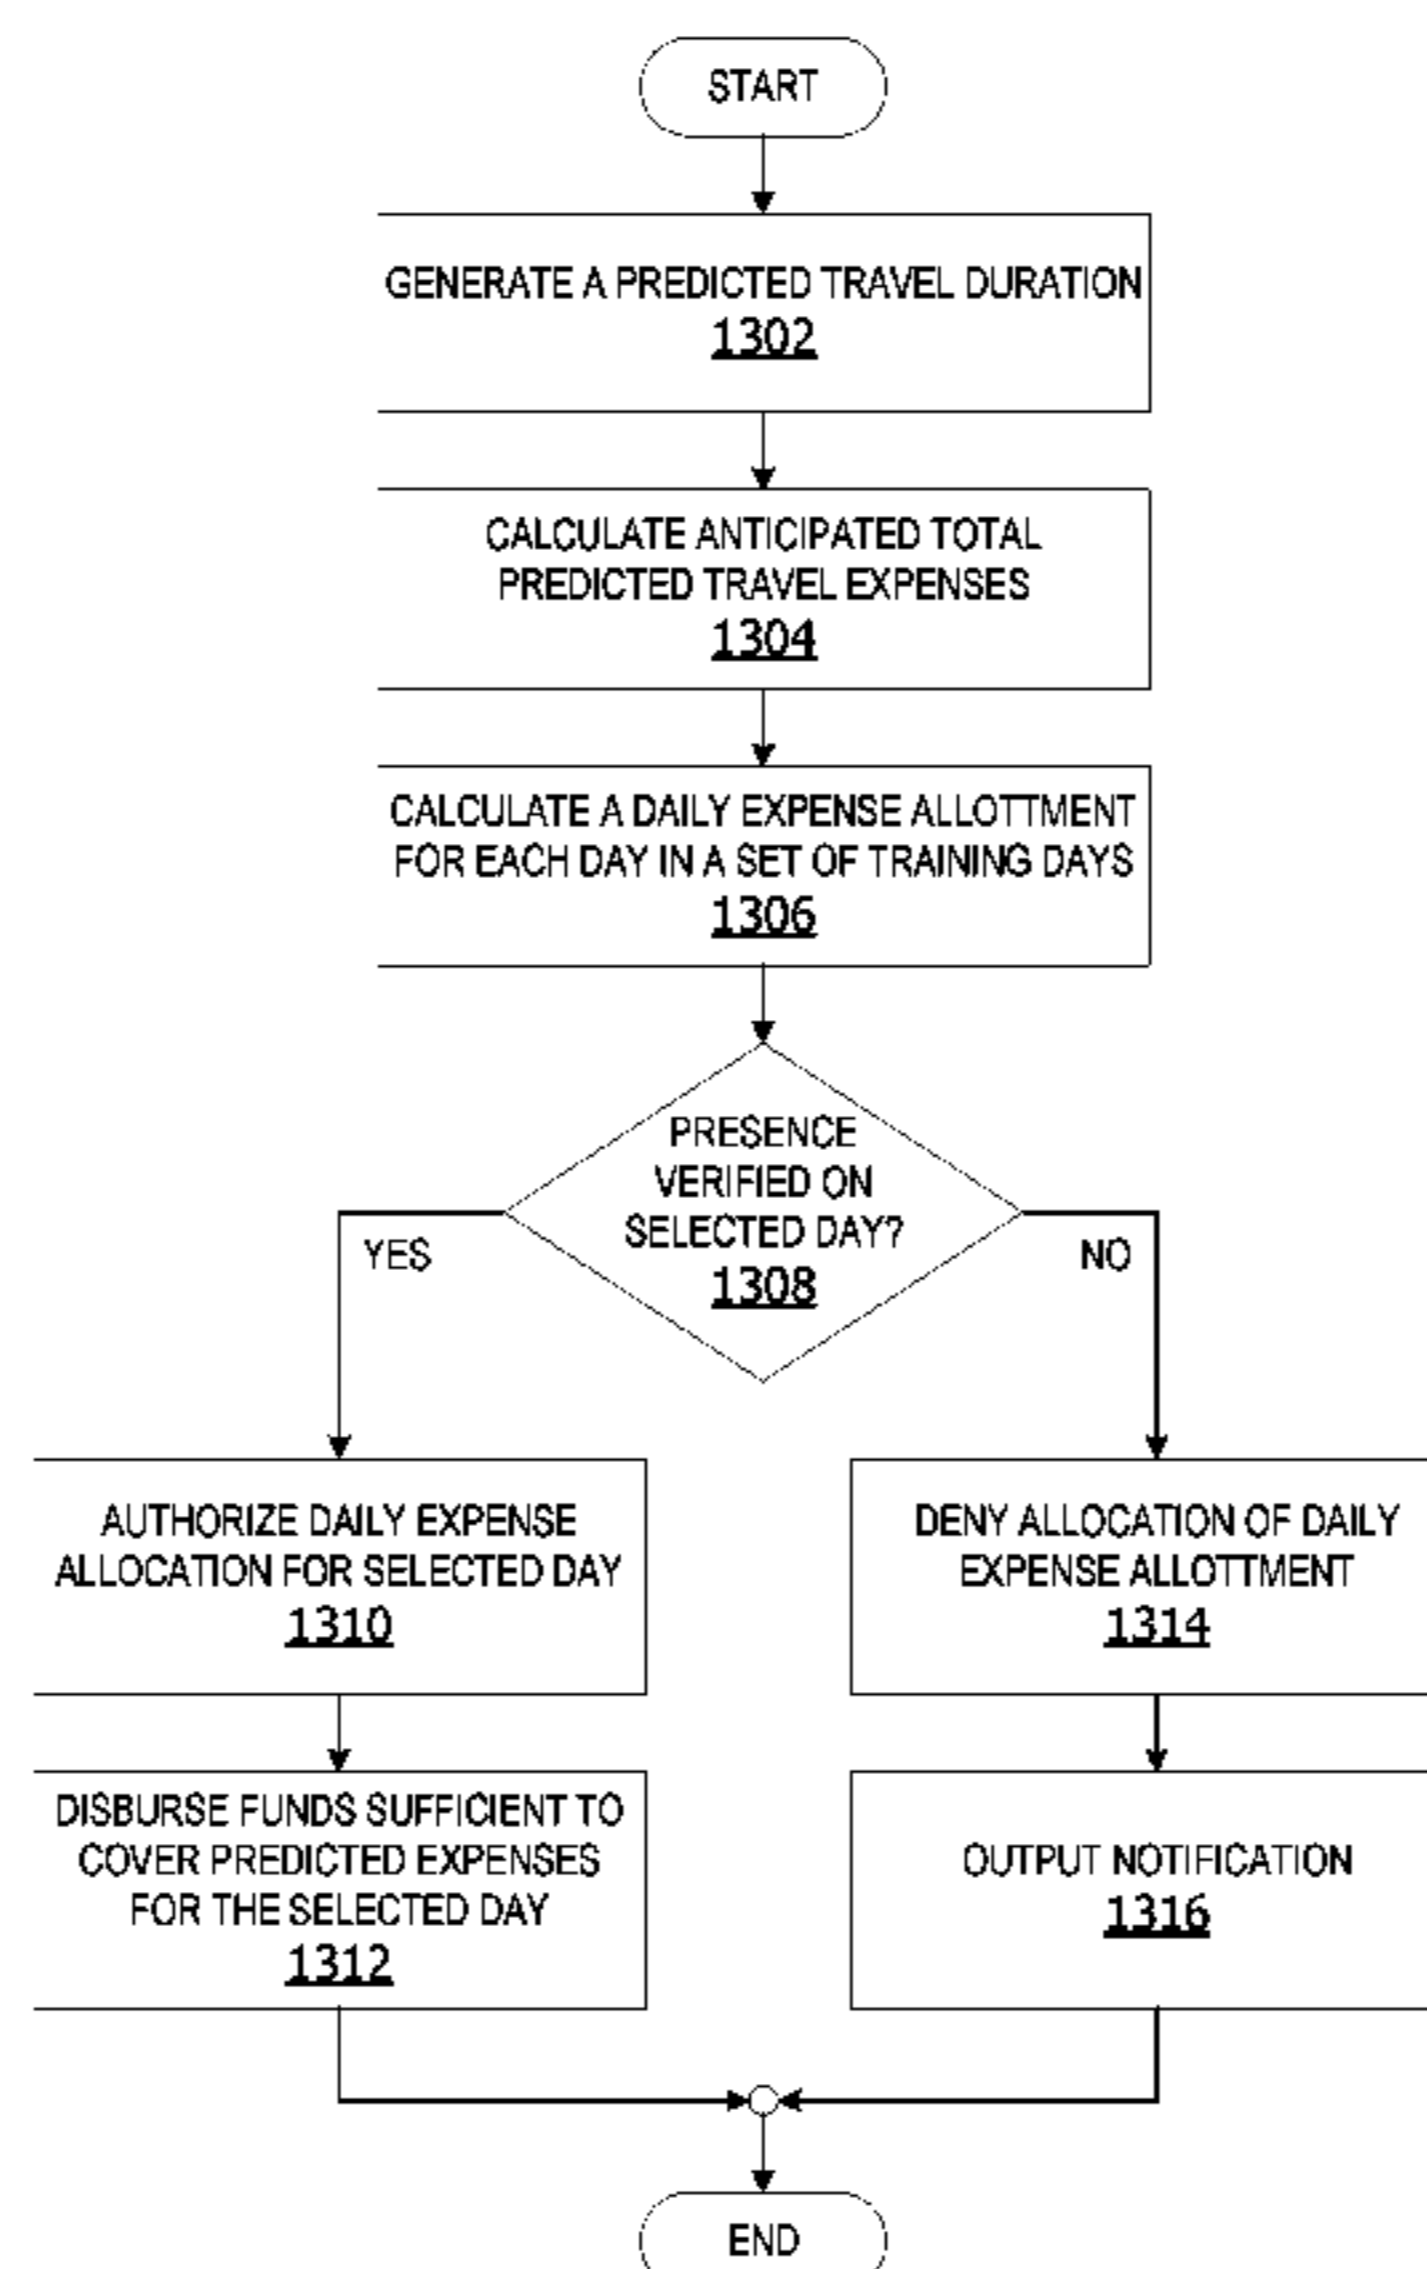 START
GENERATE A PREDICTED TRAVEL DURATION
1302
CALCULATE ANTICIPATED TOTAL
PREDICTED TRAVEL EXPENSES
1304
CALCULATE A DAILY EXPENSE ALLOTTMENT
FOR EACH DAY IN A SET OF TRAINING DAYS
1306
PRESENCE
VERIFIED ON
SELECTED DAY?
1308
YES
NO
AUTHORIZE DAILY EXPENSE
ALLOCATION FOR SELECTED DAY
1310
DENY ALLOCATION OF DAILY
EXPENSE ALLOTTMENT
1314
DISBURSE FUNDS SUFFICIENT TO
COVER PREDICTED EXPENSES
FOR THE SELECTED DAY
1312
OUTPUT NOTIFICATION
1316
END